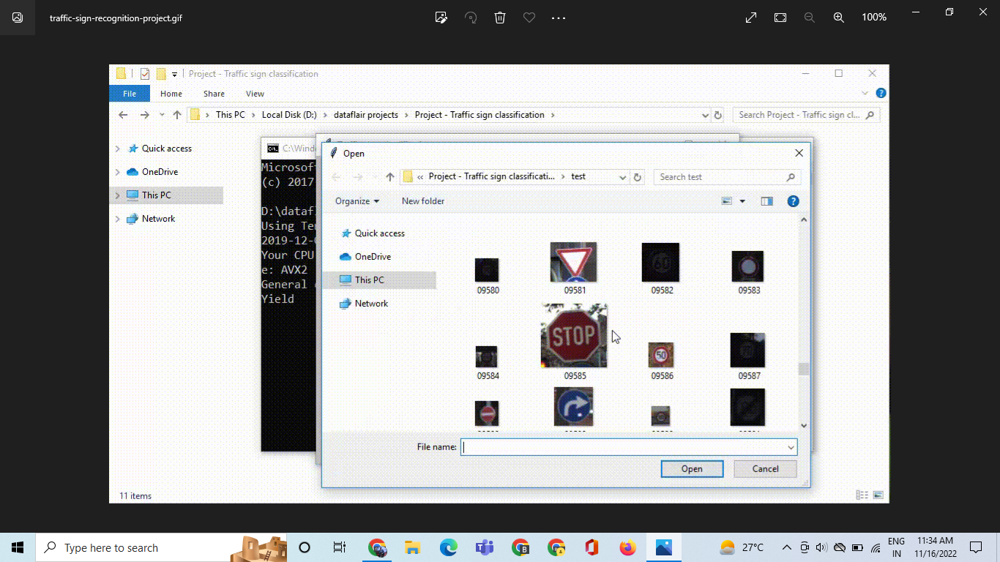 traffic-sign-recognition-project.gif
100%
Project - Traffic sign classification
File Home Share View
This PC Local Disk (D:) dataflair projects Project - Traffic sign classification
Search Project - Traffic sign cl...
Quick access
OneDrive
This PC
Network
C:\Wind
Microsoft
(c) 2017
D:\datafl
Using Te
2019-12-
Your CPU
e: AVX2
General
Yield
Open
« Project - Traffic sign classificati... test
Search test
Organize New folder
Quick access
OneDrive
This PC
Network
09580 09581 09582 09583
STOP
50
09584 09585 09586 09587
File name:
Open Cancel
11 items
Type here to search
27°C
ENG
IN
11:34 AM
11/16/2022